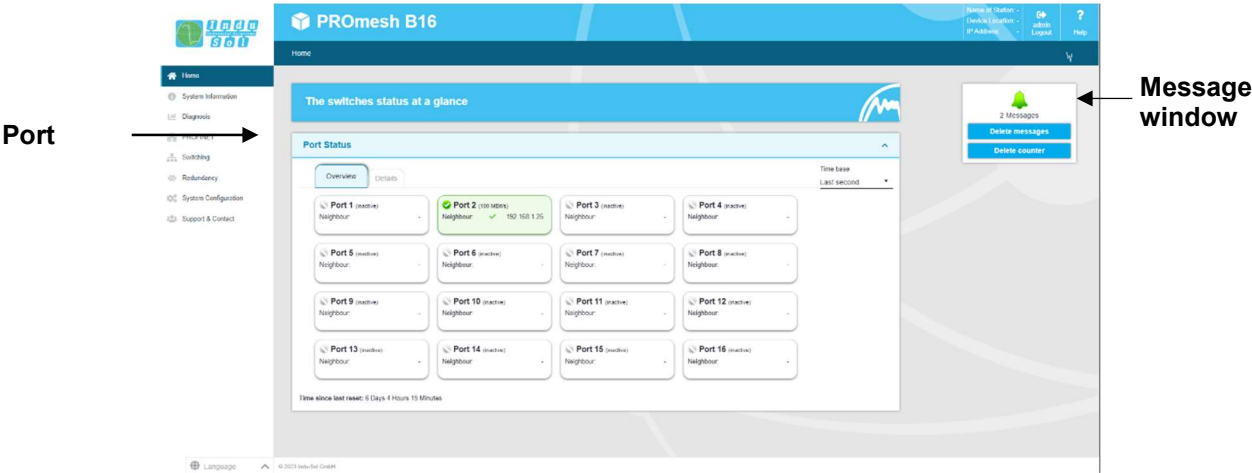 Indu
Sol
PROmesh B16
Name of Station: -
Device Location: -
IP Address: -
admin
Logout
?
Help
Home
Home
System Information
Diagnosis
PROFINET
Switching
Redundancy
System Configuration
Support & Contact
Port
Message
window
The switches status at a glance
2 Messages
Delete messages
Delete counter
Port Status
Overview
Details
Time base
Last second
Port 1 (inactive)
Neighbour: -
Port 2 (100 MBit/s)
Neighbour: ✓ 192.168.1.25
Port 3 (inactive)
Neighbour: -
Port 4 (inactive)
Neighbour: -
Port 5 (inactive)
Neighbour: -
Port 6 (inactive)
Neighbour: -
Port 7 (inactive)
Neighbour: -
Port 8 (inactive)
Neighbour: -
Port 9 (inactive)
Neighbour: -
Port 10 (inactive)
Neighbour: -
Port 11 (inactive)
Neighbour: -
Port 12 (inactive)
Neighbour: -
Port 13 (inactive)
Neighbour: -
Port 14 (inactive)
Neighbour: -
Port 15 (inactive)
Neighbour: -
Port 16 (inactive)
Neighbour: -
Time since last reset: 6 Days 4 Hours 19 Minutes
Language
© 2023 Indu-Sol GmbH